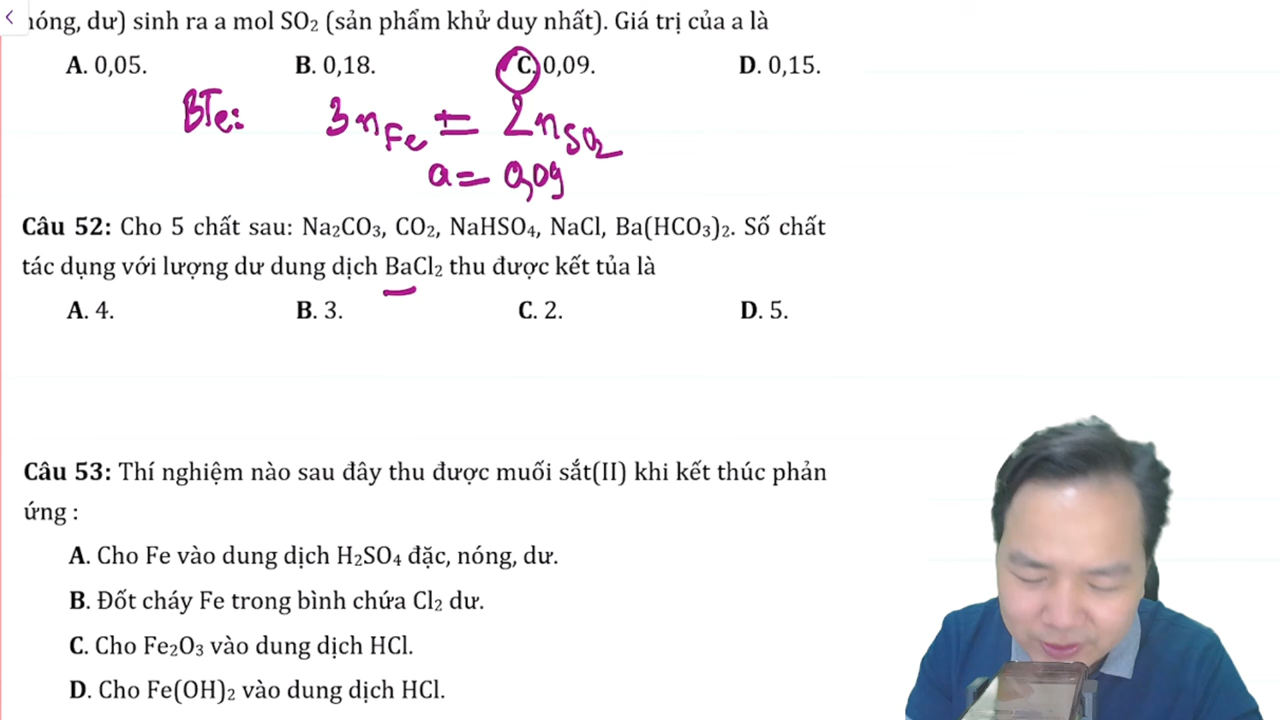 nóng, dư) sinh ra a mol SO₂ (sản phẩm khử duy nhất). Giá trị của a là
A. 0,05. B. 0,18. C. 0,09. D. 0,15.
BTe: 3n_Fe = 2n_SO₂
a = 0,09
Câu 52: Cho 5 chất sau: Na₂CO₃, CO₂, NaHSO₄, NaCl, Ba(HCO₃)₂. Số chất
tác dụng với lượng dư dung dịch BaCl₂ thu được kết tủa là
A. 4. B. 3. C. 2. D. 5.
Câu 53: Thí nghiệm nào sau đây thu được muối sắt(II) khi kết thúc phản
ứng :
A. Cho Fe vào dung dịch H₂SO₄ đặc, nóng, dư.
B. Đốt cháy Fe trong bình chứa Cl₂ dư.
C. Cho Fe₂O₃ vào dung dịch HCl.
D. Cho Fe(OH)₂ vào dung dịch HCl.